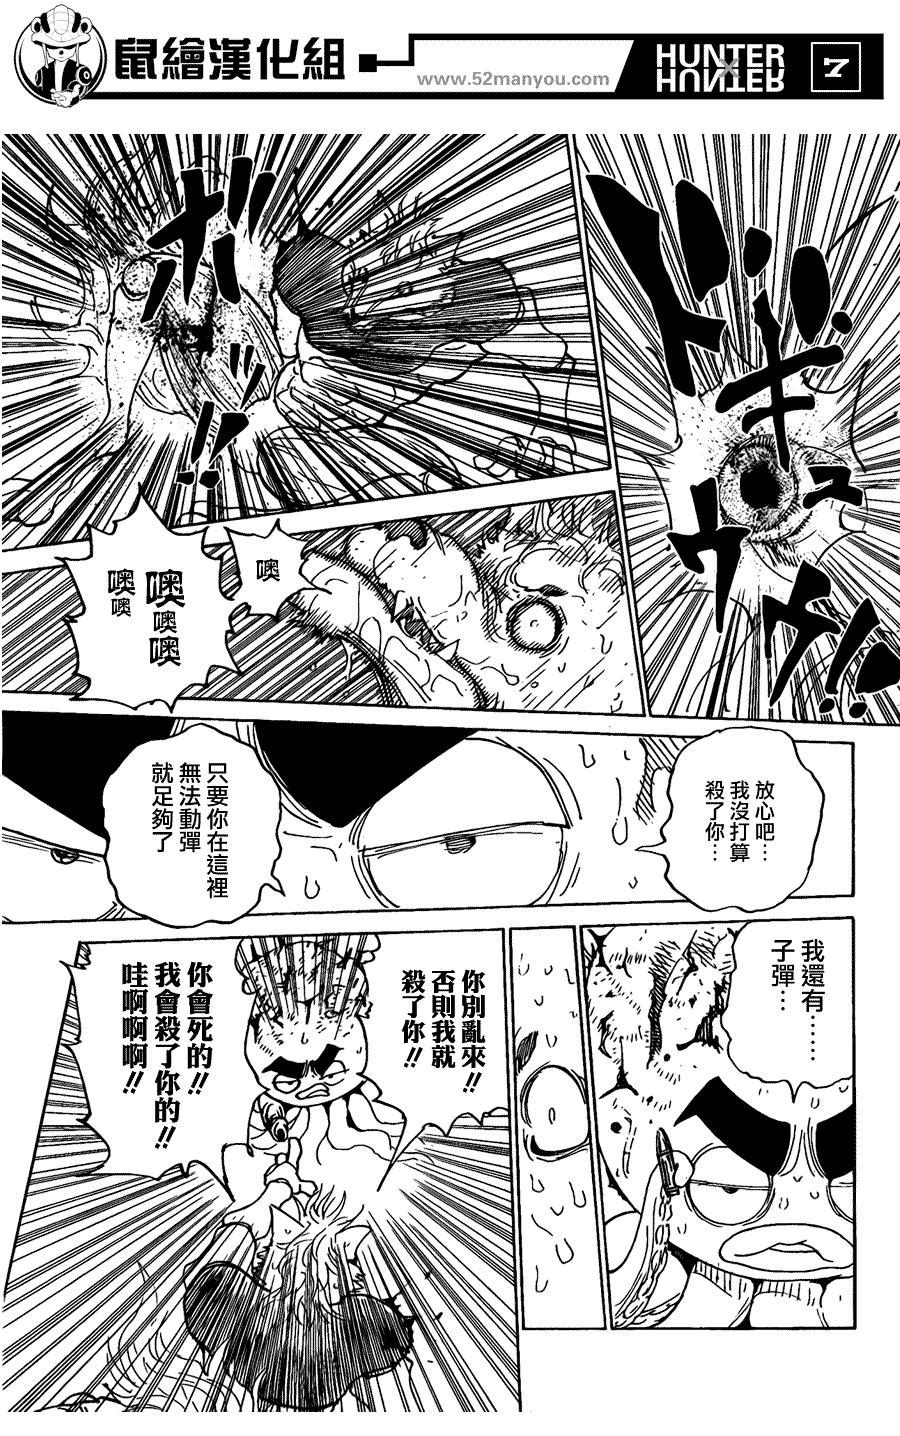 鼠繪漢化組
www.52manyou.com
HUNTER
X
HUNTER
7
ドギュウウッ!!
ボッ!!
噢
噢噢噢
噢噢
放心吧…
我沒打算
殺了你…
只要你在這裡
無法動彈
就足夠了
我還有……
子彈…
你別亂來!!
否則我就
殺了你!!
你會死的!!
我會殺了你的!!
哇啊啊啊!!